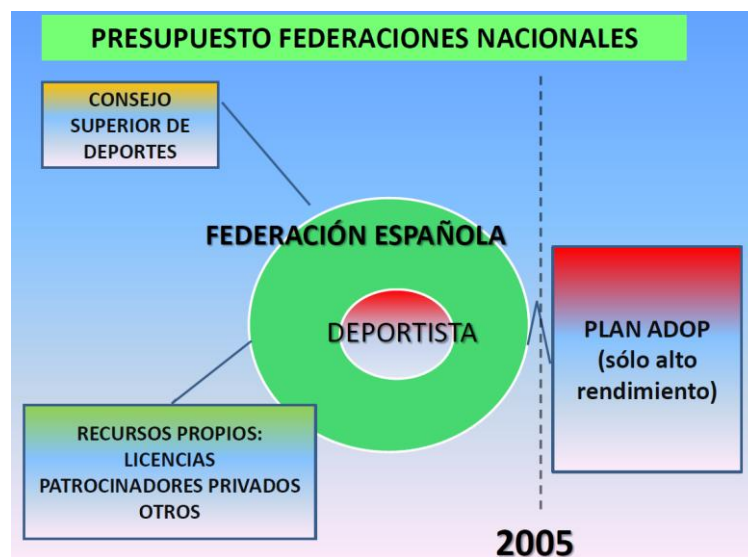 PRESUPUESTO FEDERACIONES NACIONALES
CONSEJO
SUPERIOR DE
DEPORTES
FEDERACIÓN ESPAÑOLA
DEPORTISTA
PLAN ADOP
(sólo alto
rendimiento)
RECURSOS PROPIOS:
LICENCIAS
PATROCINADORES PRIVADOS
OTROS
2005